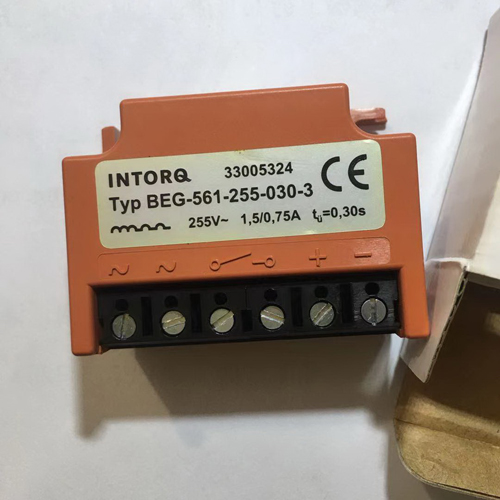 INTORQ 33005324
Typ BEG-561-255-030-3
255V~ 1,5/0,75A tü=0,30s
CE
~ ~ + −